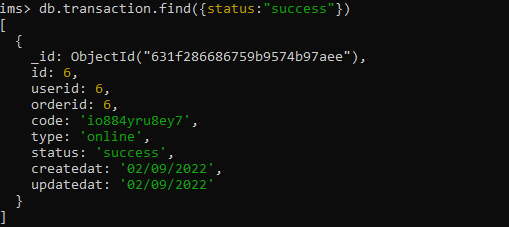 ims> db.transaction.find({status:"success"})
[
  {
    _id: ObjectId("631f286686759b9574b97aee"),
    id: 6,
    userid: 6,
    orderid: 6,
    code: 'io884yru8ey7',
    type: 'online',
    status: 'success',
    createdat: '02/09/2022',
    updatedat: '02/09/2022'
  }
]